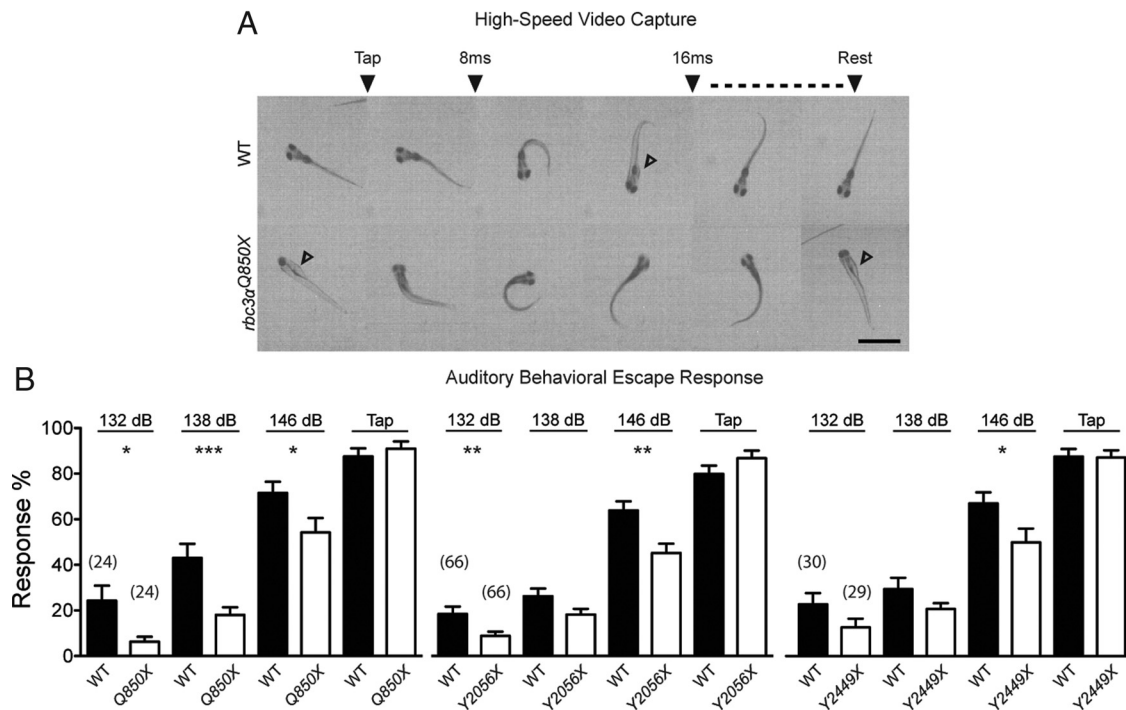 A
High-Speed Video Capture
Tap 8ms 16ms Rest
WT
rbc3αQ850X
B
Auditory Behavioral Escape Response
132 dB 138 dB 146 dB Tap 132 dB 138 dB 146 dB Tap 132 dB 138 dB 146 dB Tap
* *** * ** ** *
Response %
100
80
60
40
20
0
(24) (24) (66) (66) (30) (29)
WT Q850X WT Q850X WT Q850X WT Q850X WT Y2056X WT Y2056X WT Y2056X WT Y2056X WT Y2449X WT Y2449X WT Y2449X WT Y2449X